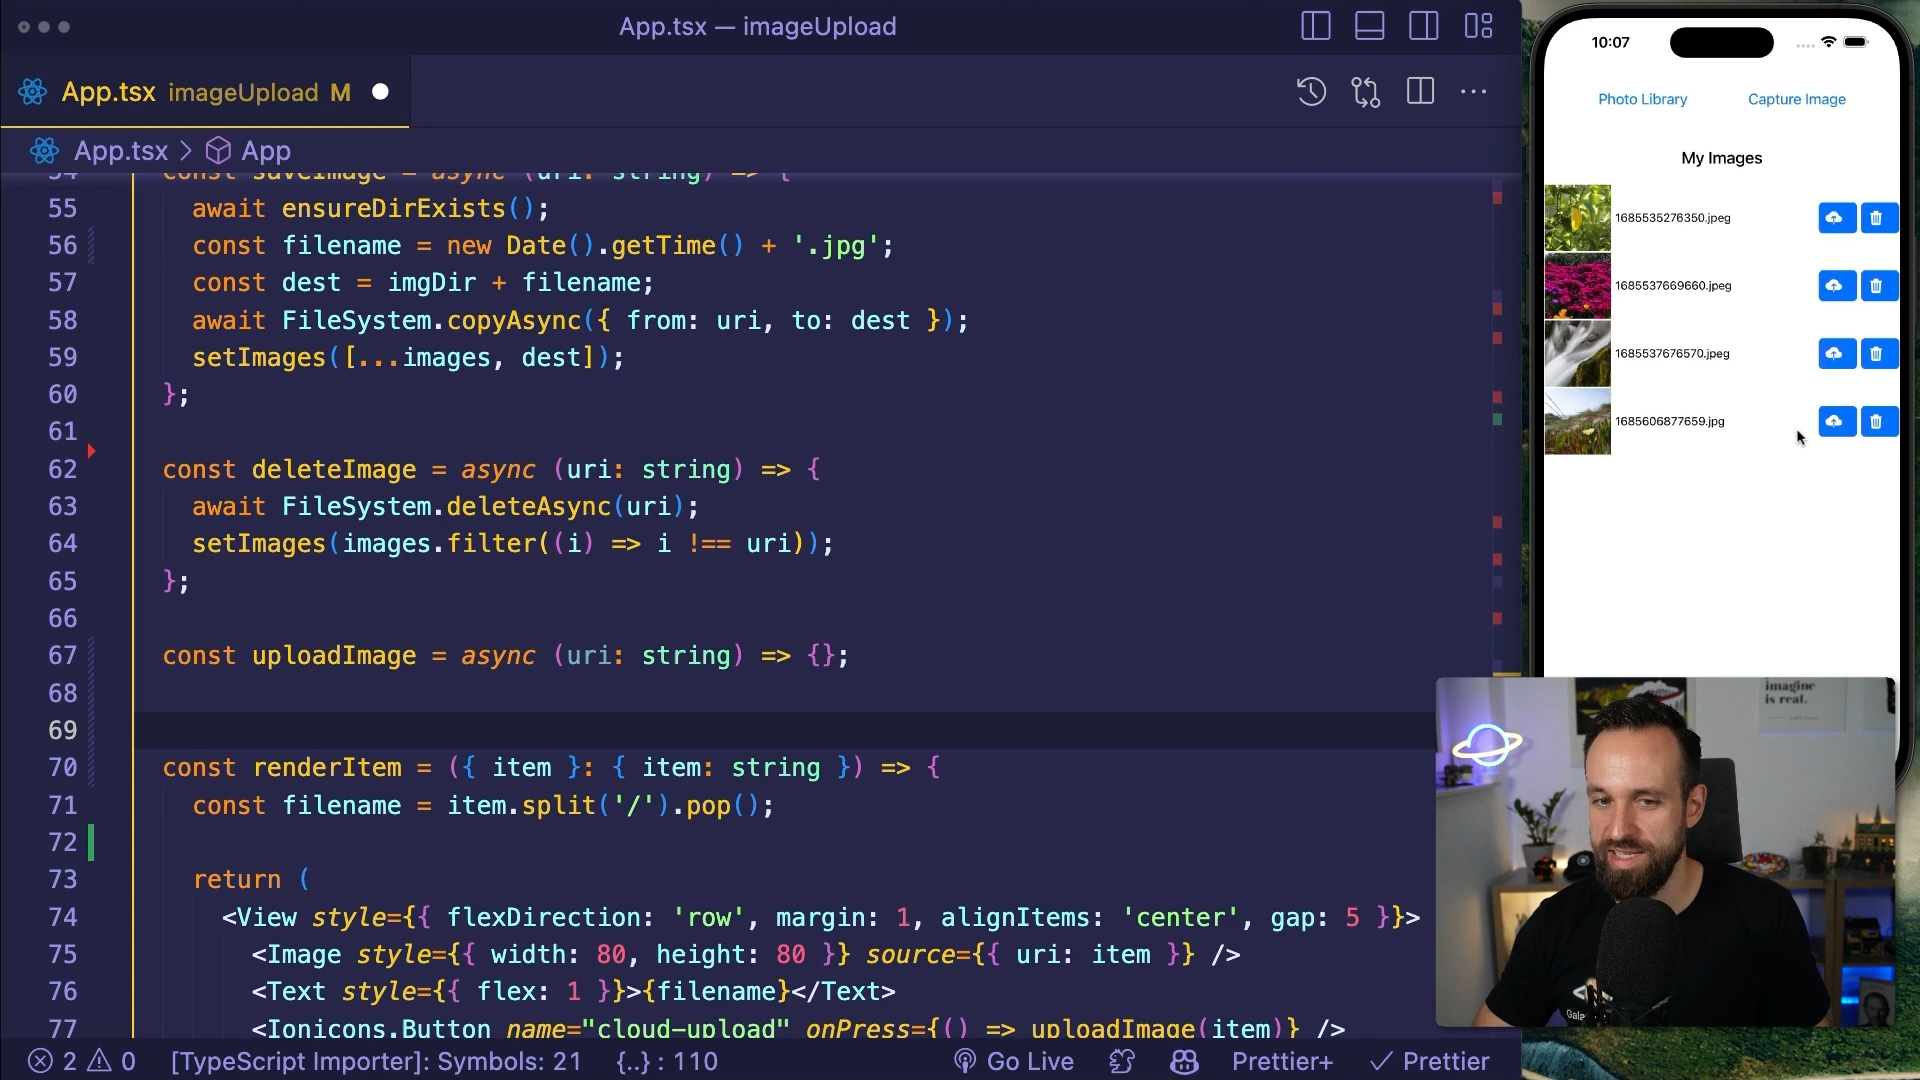 App.tsx — imageUpload
App.tsx imageUpload M
App.tsx > App
54 const saveImage = async (uri: string) => {
55 await ensureDirExists();
56 const filename = new Date().getTime() + '.jpg';
57 const dest = imgDir + filename;
58 await FileSystem.copyAsync({ from: uri, to: dest });
59 setImages([...images, dest]);
60 };
61
62 const deleteImage = async (uri: string) => {
63 await FileSystem.deleteAsync(uri);
64 setImages(images.filter((i) => i !== uri));
65 };
66
67 const uploadImage = async (uri: string) => {};
68
69
70 const renderItem = ({ item }: { item: string }) => {
71 const filename = item.split('/').pop();
72
73 return (
74 <View style={{ flexDirection: 'row', margin: 1, alignItems: 'center', gap: 5 }}>
75 <Image style={{ width: 80, height: 80 }} source={{ uri: item }} />
76 <Text style={{ flex: 1 }}>{filename}</Text>
77 <Ionicons.Button name="cloud-upload" onPress={() => uploadImage(item)} />
2 0 [TypeScript Importer]: Symbols: 21 {..} : 110 Go Live Prettier+ Prettier
10:07
Photo Library Capture Image
My Images
1685535276350.jpeg
1685537669660.jpeg
1685537676570.jpeg
1685606877659.jpg
imagine
is real.